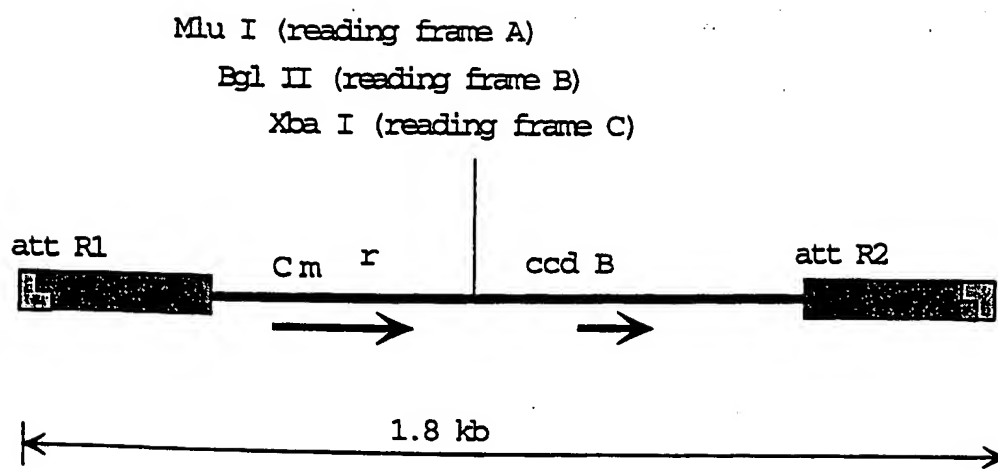 Mlu I (reading frame A)
Bgl II (reading frame B)
Xba I (reading frame C)
att R1
Cm r
ccd B
att R2
1.8 kb